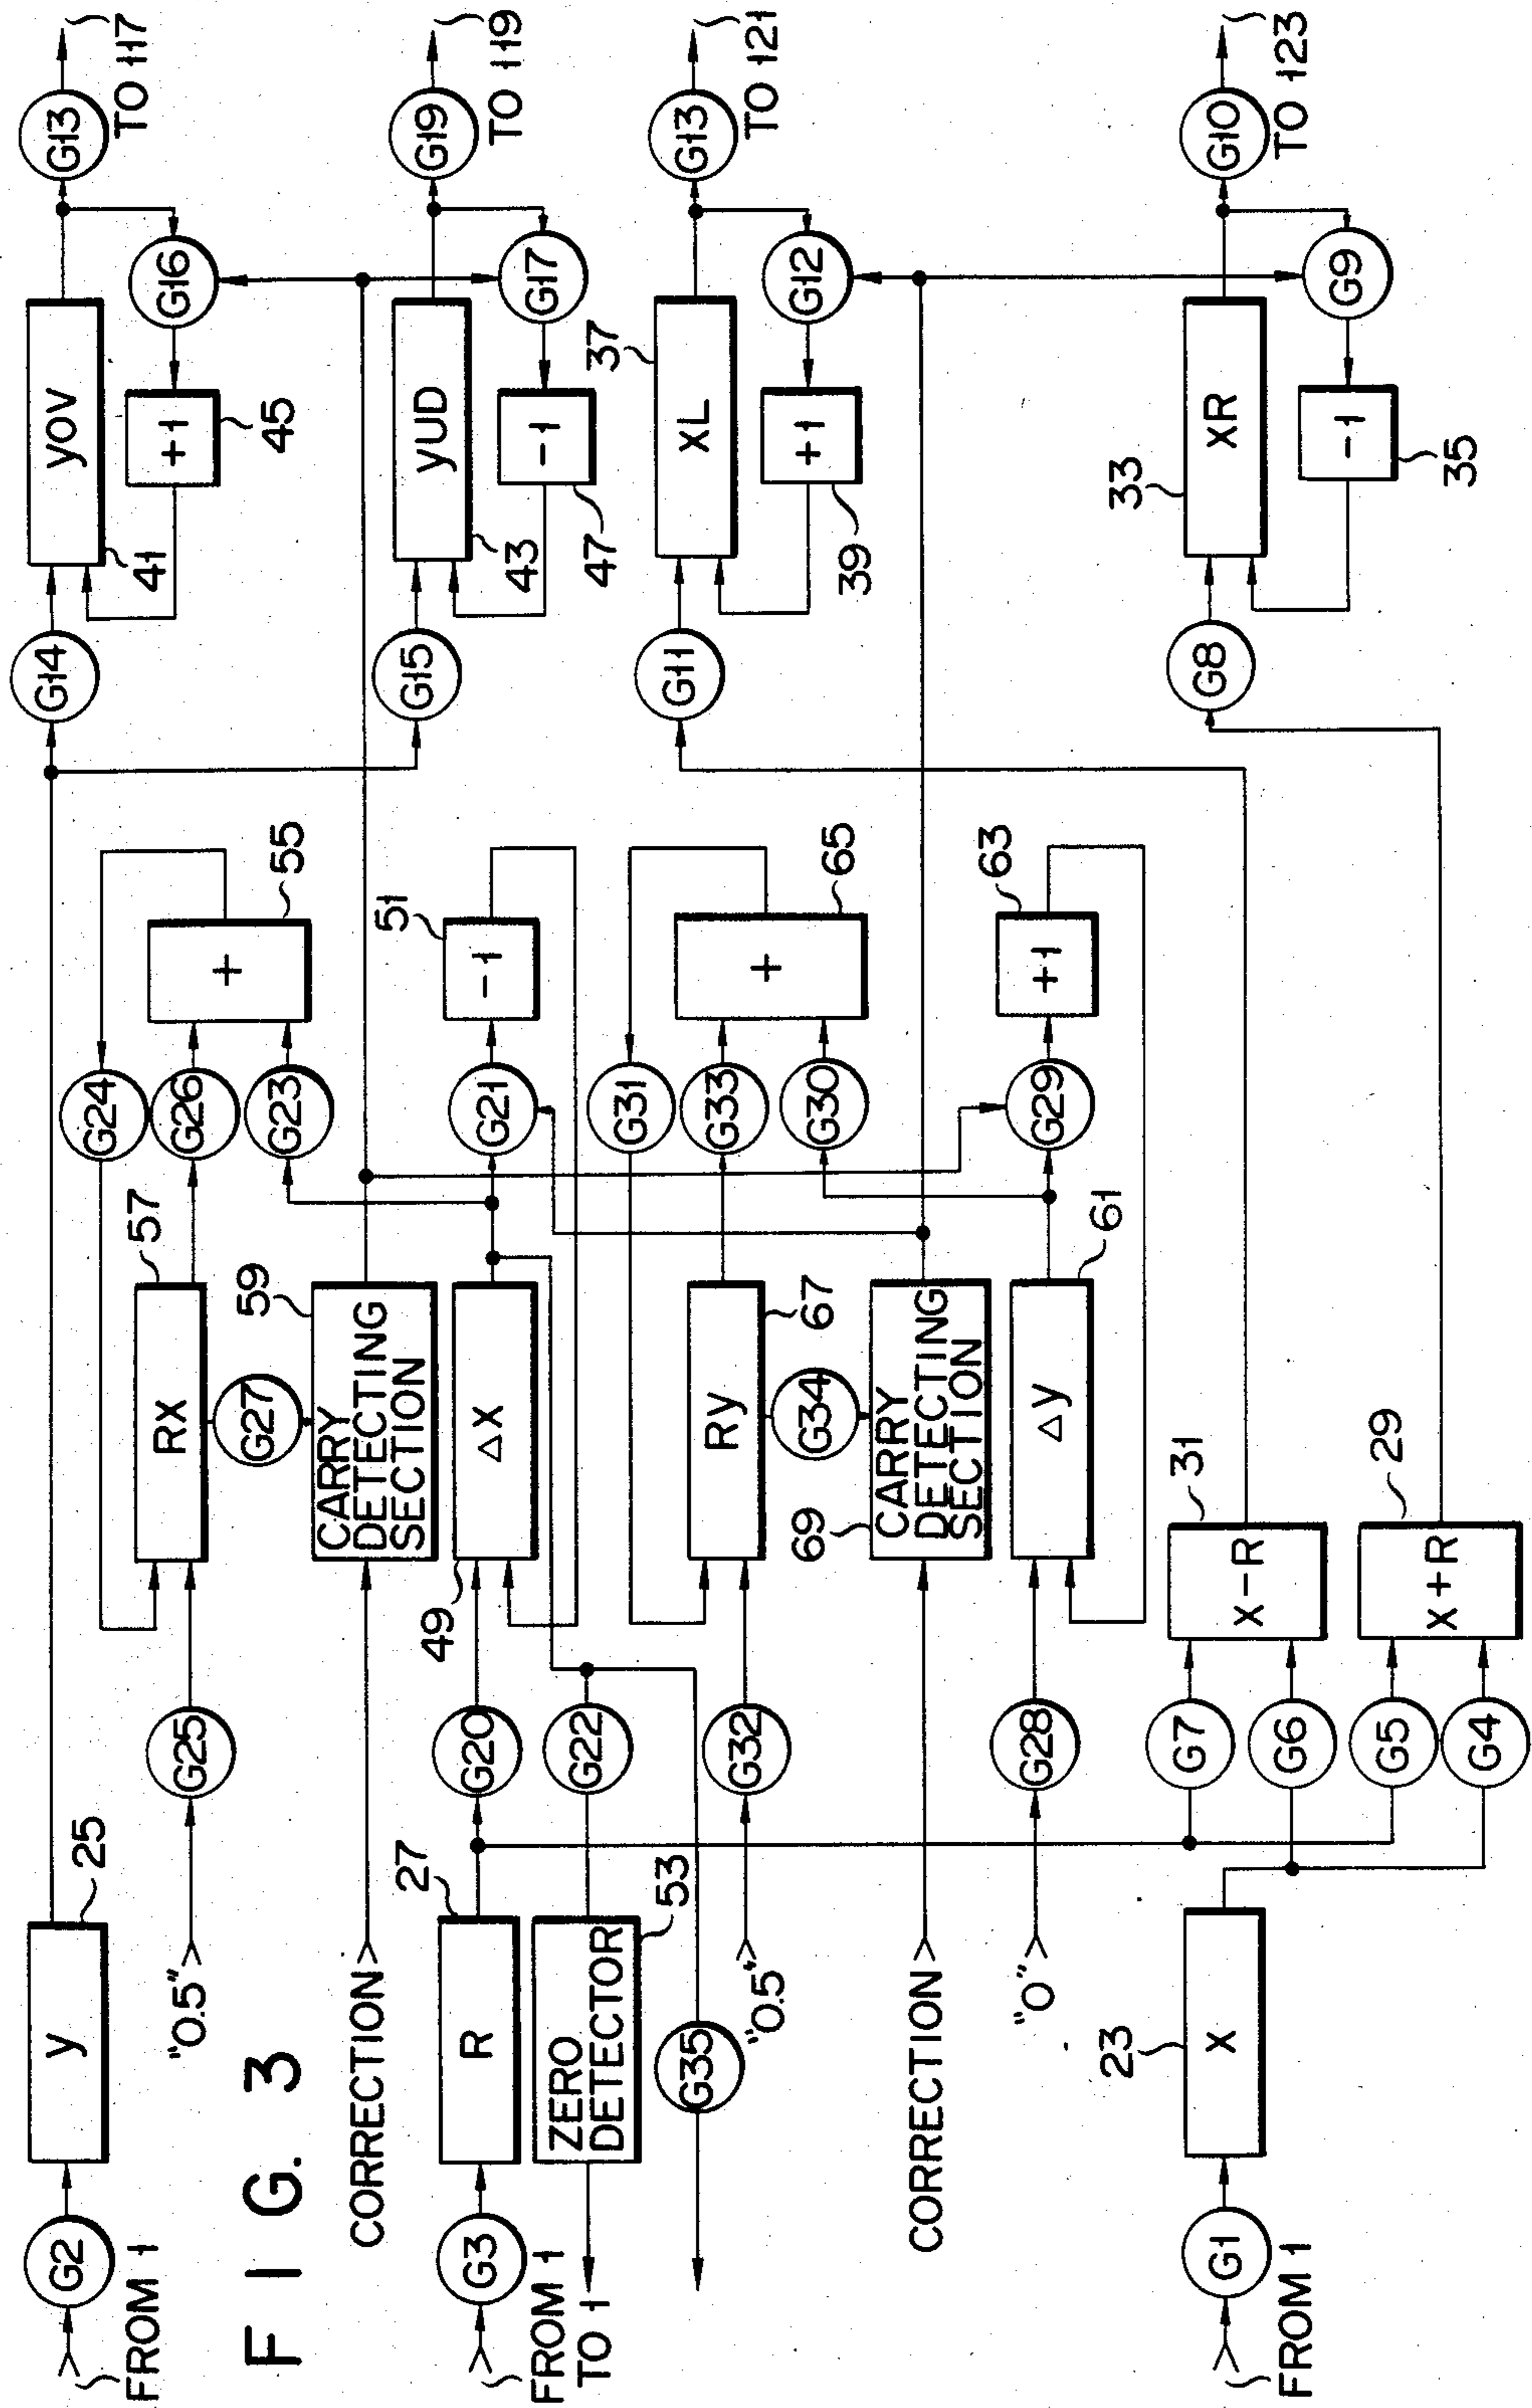 FIG. 3
FROM 1
G2
y
25
"0.5"
G25
RX
57
G27
G24
G26
G23
+
55
CORRECTION
CARRY
DETECTING
SECTION
59
FROM 1
G3
R
27
G20
49
ΔX
G21
-1
51
TO 1
ZERO
DETECTOR
53
G22
G35
"0.5"
G32
Ry
67
G34
G31
G33
G30
+
65
CORRECTION
CARRY
DETECTING
SECTION
69
"0"
G28
Δy
61
G29
+1
63
FROM 1
G1
X
23
G7
G6
G5
G4
X-R
31
X+R
29
G14
yOV
41
G16
+1
45
G13
TO 117
G15
yUD
43
G17
-1
47
G19
TO 119
G11
XL
37
G12
+1
39
G13
TO 121
G8
XR
33
G9
-1
35
G10
TO 123